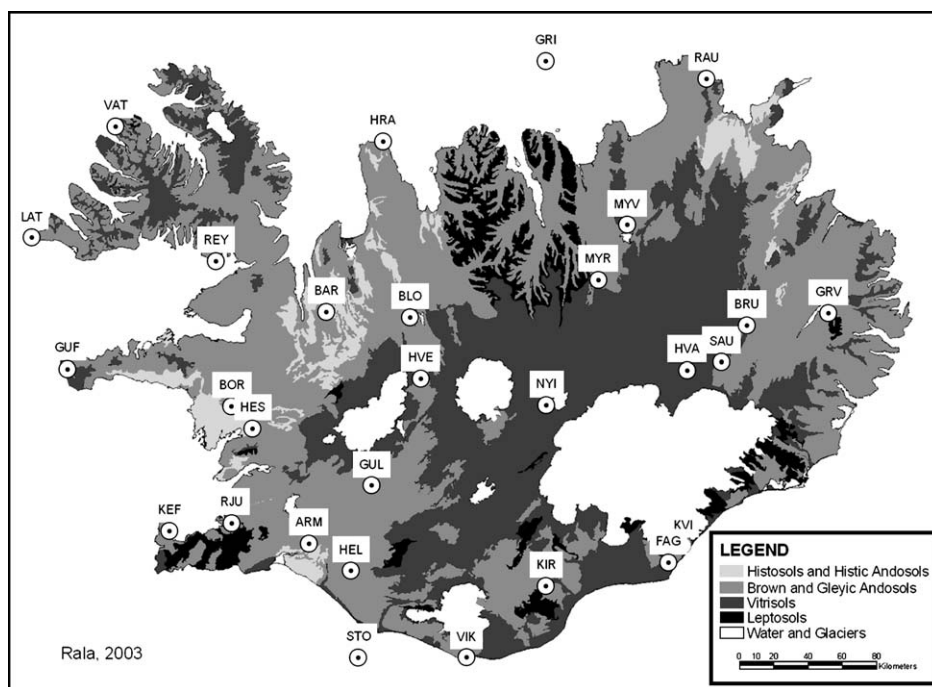 GRI
RAU
VAT
HRA
MYV
LAT
REY
MYR
BAR
BLO
BRU
GRV
GUF
HVE
HVA
SAU
BOR
NYI
HES
GUL
KEF
RJU
ARM
KVI
HEL
FAG
KIR
STO
VIK
Rala, 2003
LEGEND
Histosols and Histic Andosols
Brown and Gleyic Andosols
Vitrisols
Leptosols
Water and Glaciers
0 10 20 40 60 80
Kilometers